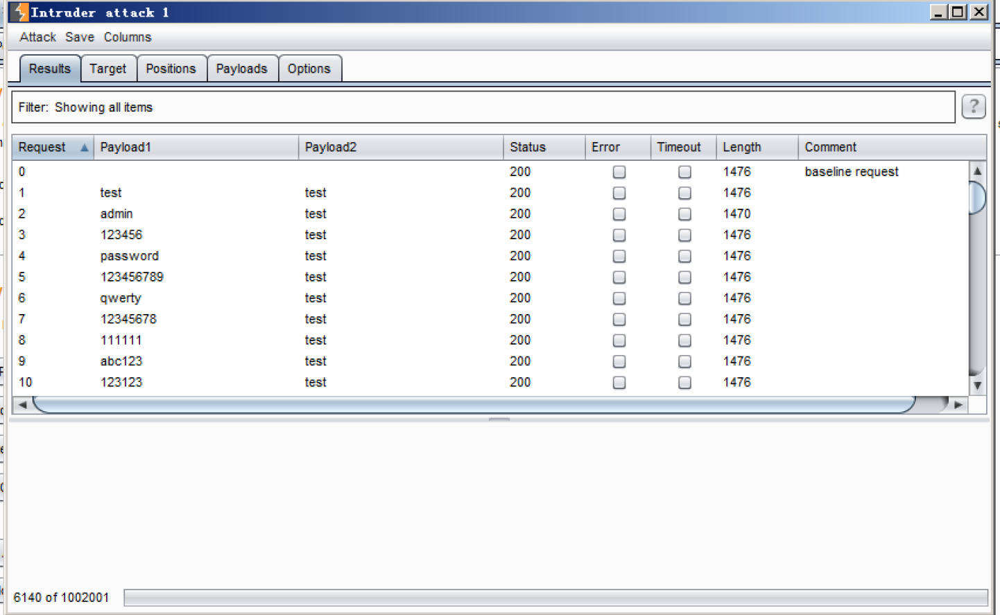 Intruder attack 1
Attack Save Columns
Results Target Positions Payloads Options
Filter: Showing all items ?
Request Payload1 Payload2 Status Error Timeout Length Comment
0 200 1476 baseline request
1 test test 200 1476
2 admin test 200 1470
3 123456 test 200 1476
4 password test 200 1476
5 123456789 test 200 1476
6 qwerty test 200 1476
7 12345678 test 200 1476
8 111111 test 200 1476
9 abc123 test 200 1476
10 123123 test 200 1476
6140 of 1002001